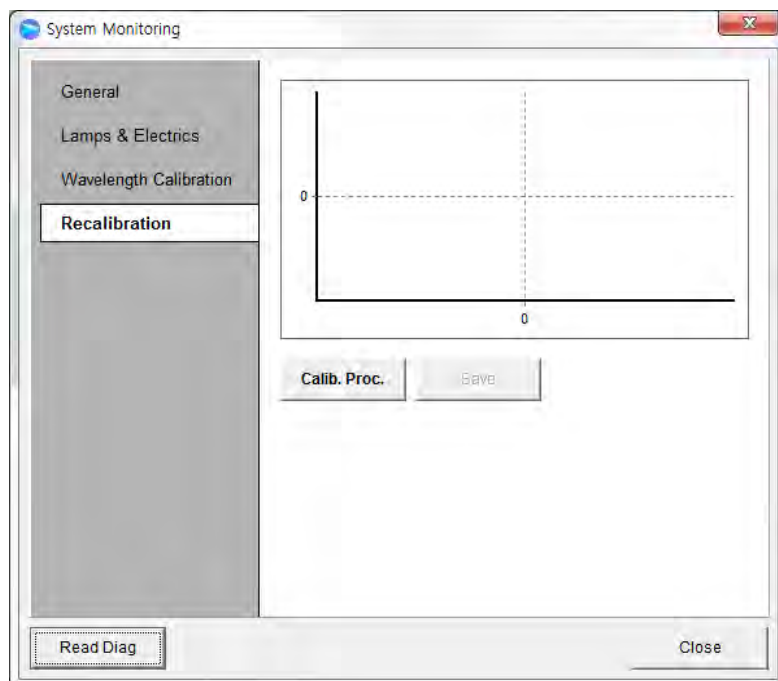 System Monitoring
General
Lamps & Electrics
Wavelength Calibration
Recalibration
0
0
Calib. Proc.
Save
Read Diag
Close